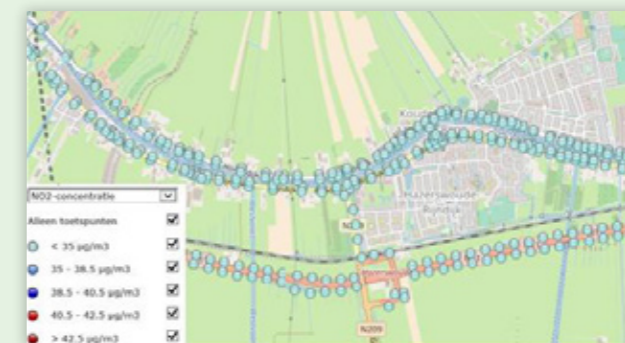 NO2-concentratie
Alleen toetspunten
< 35 µg/m3
35 - 38.5 µg/m3
38.5 - 40.5 µg/m3
40.5 - 42.5 µg/m3
> 42.5 µg/m3
N209